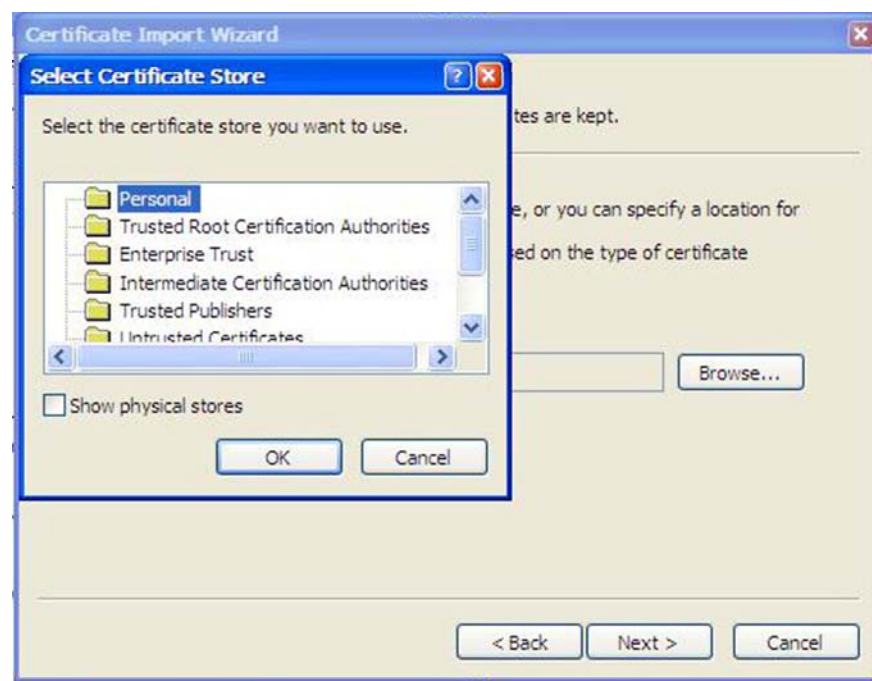 Certificate Import Wizard
Select Certificate Store
Select the certificate store you want to use.
tes are kept.
Personal
Trusted Root Certification Authorities
Enterprise Trust
Intermediate Certification Authorities
Trusted Publishers
Untrusted Certificates
e, or you can specify a location for
sed on the type of certificate
Browse...
Show physical stores
OK
Cancel
< Back
Next >
Cancel